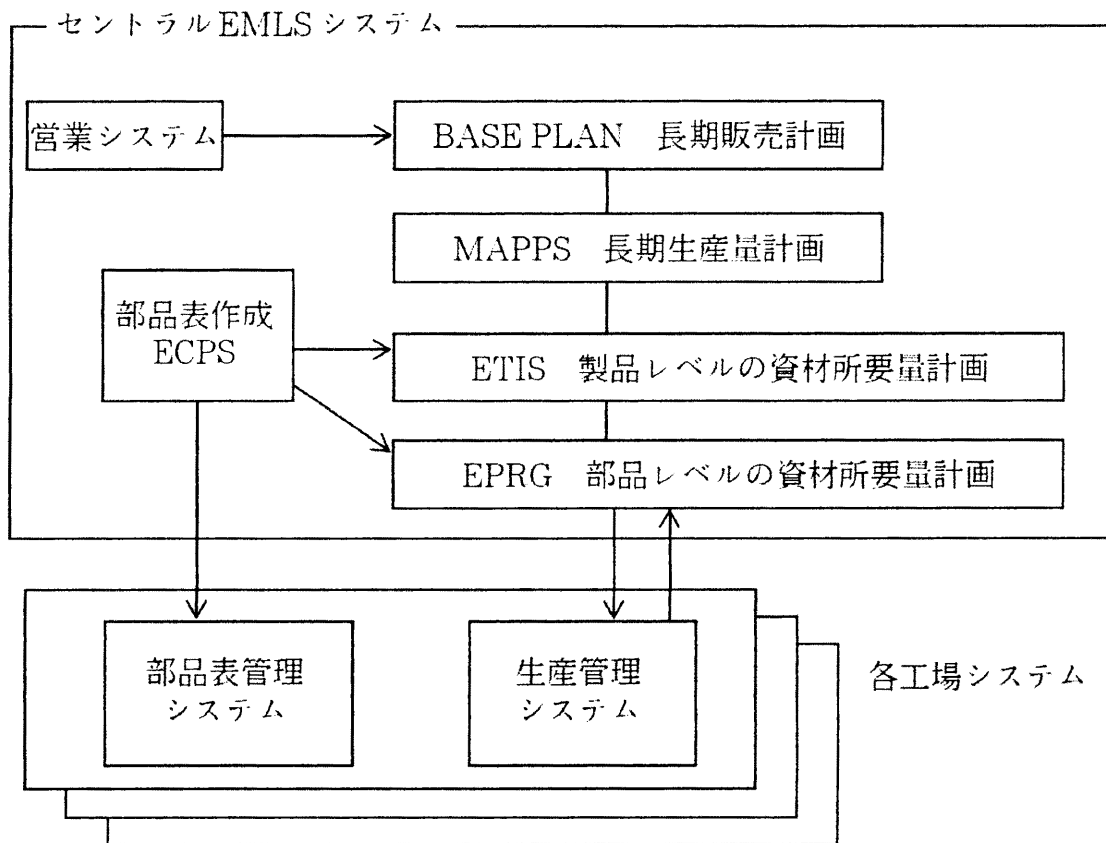 セントラルEMLSシステム
営業システム
BASE PLAN 長期販売計画
MAPPS 長期生産量計画
部品表作成
ECPS
ETIS 製品レベルの資材所要量計画
EPRG 部品レベルの資材所要量計画
部品表管理
システム
生産管理
システム
各工場システム